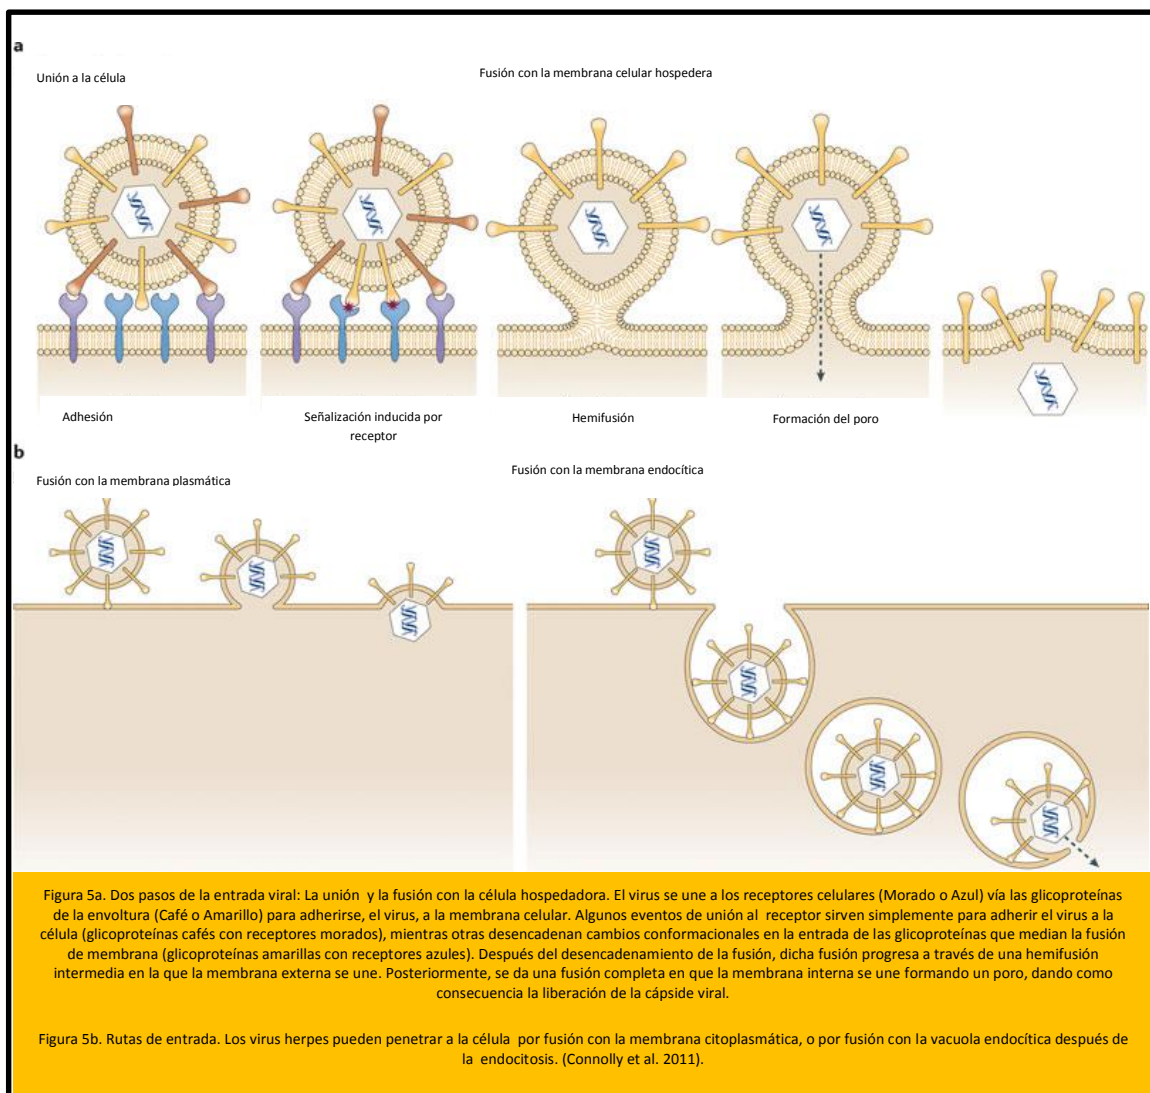 a
Unión a la célula
Fusión con la membrana celular hospedera
Adhesión
Señalización inducida por
receptor
Hemifusión
Formación del poro
b
Fusión con la membrana plasmática
Fusión con la membrana endocítica
Figura 5a. Dos pasos de la entrada viral: La unión y la fusión con la célula hospedadora. El virus se une a los receptores celulares (Morado o Azul) vía las glicoproteínas
de la envoltura (Café o Amarillo) para adherirse, el virus, a la membrana celular. Algunos eventos de unión al receptor sirven simplemente para adherir el virus a la
célula (glicoproteínas cafés con receptores morados), mientras otras desencadenan cambios conformacionales en la entrada de las glicoproteínas que median la fusión
de membrana (glicoproteínas amarillas con receptores azules). Después del desencadenamiento de la fusión, dicha fusión progresa a través de una hemifusión
intermedia en la que la membrana externa se une. Posteriormente, se da una fusión completa en que la membrana interna se une formando un poro, dando como
consecuencia la liberación de la cápside viral.
Figura 5b. Rutas de entrada. Los virus herpes pueden penetrar a la célula por fusión con la membrana citoplasmática, o por fusión con la vacuola endocítica después de
la endocitosis. (Connolly et al. 2011).